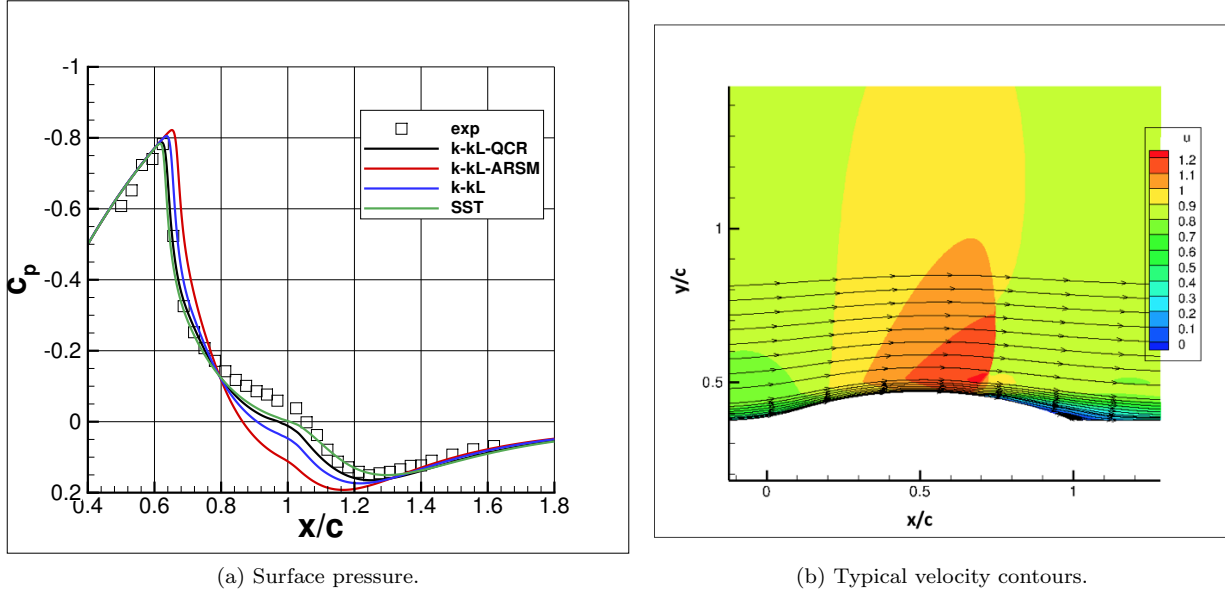 -1
-0.8
-0.6
-0.4
-0.2
0
0.2
0.4 0.6 0.8 1.0 1.2 1.4 1.6 1.8
c_p
x/c
exp
k-kL-QCR
k-kL-ARSM
k-kL
SST
(a) Surface pressure.
y/c
1
0.5
0 0.5 1
x/c
u
1.2
1.1
1
0.9
0.8
0.7
0.6
0.5
0.4
0.3
0.2
0.1
0
(b) Typical velocity contours.